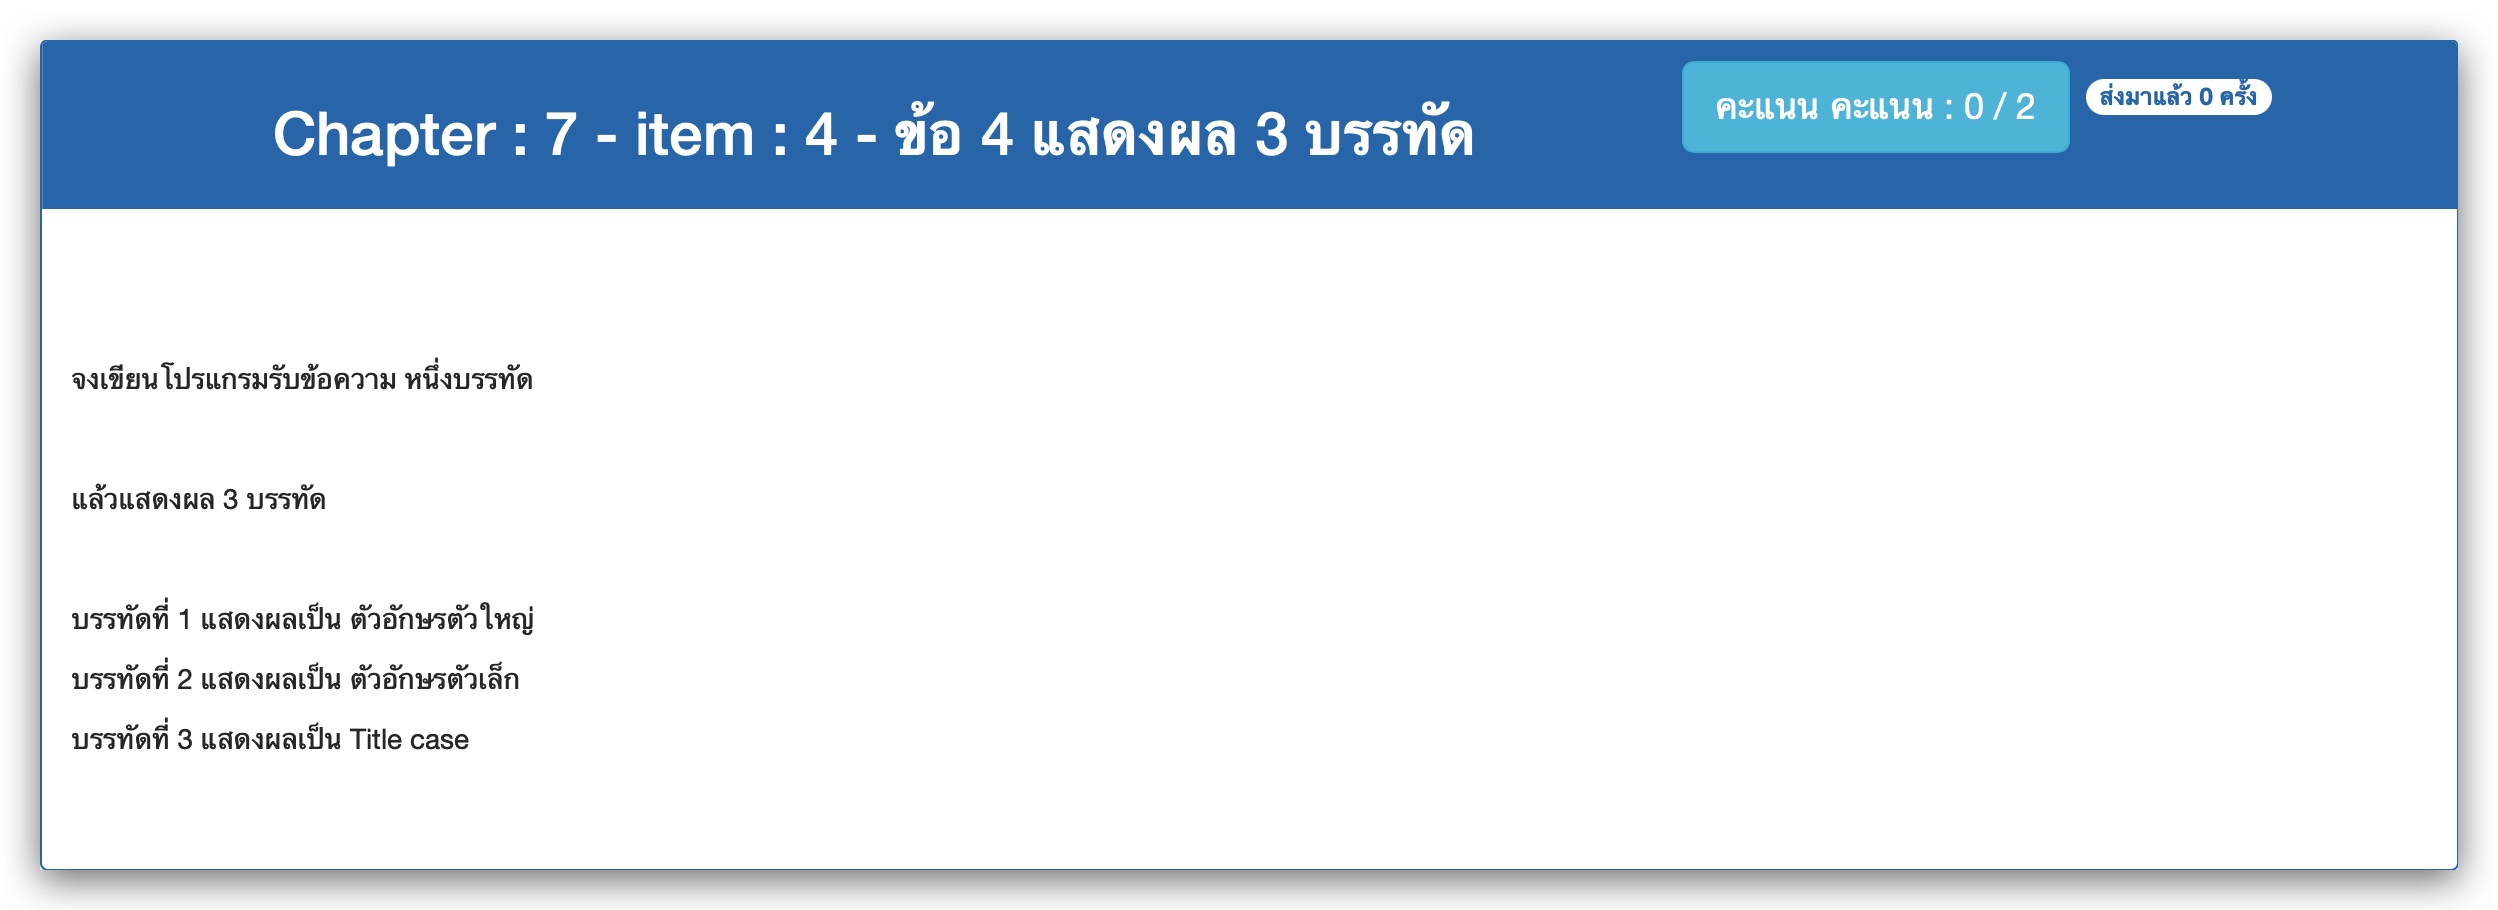 Chapter : 7 - item : 4 - ข้อ 4 แสดงผล 3 บรรทัด
คะแนน คะแนน : 0 / 2
ส่งมาแล้ว 0 ครั้ง
จงเขียนโปรแกรมรับข้อความ หนึ่งบรรทัด
แล้วแสดงผล 3 บรรทัด
บรรทัดที่ 1 แสดงผลเป็น ตัวอักษรตัวใหญ่
บรรทัดที่ 2 แสดงผลเป็น ตัวอักษรตัวเล็ก
บรรทัดที่ 3 แสดงผลเป็น Title case